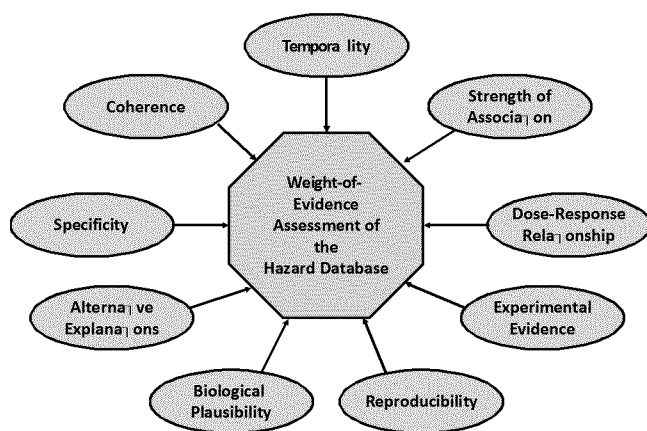 Tempora lity
Coherence
Strength of
Associa┐ on
Weight-of-
Evidence
Assessment of
the
Hazard Database
Specificity
Dose-Response
Rela┐ onship
Alterna┐ ve
Explana┐ ons
Experimental
Evidence
Biological
Plausibility
Reproducibility